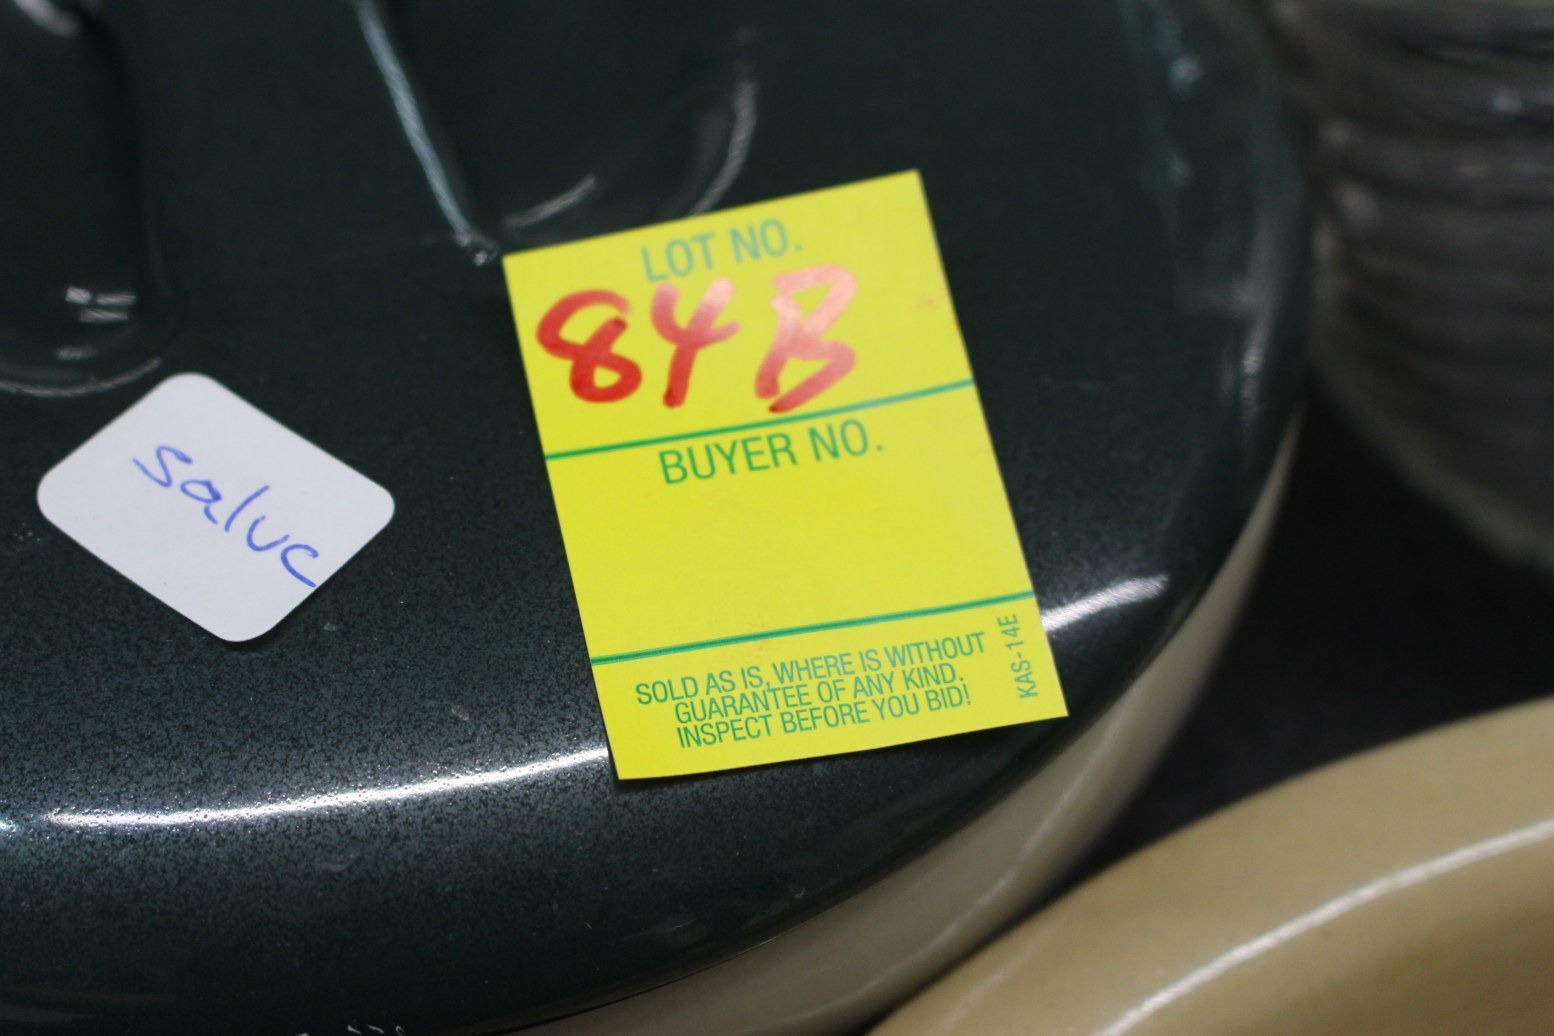 LOT NO.
84B
BUYER NO.
SOLD AS IS, WHERE IS WITHOUT
GUARANTEE OF ANY KIND.
INSPECT BEFORE YOU BID!
KAS-14E
Saluc